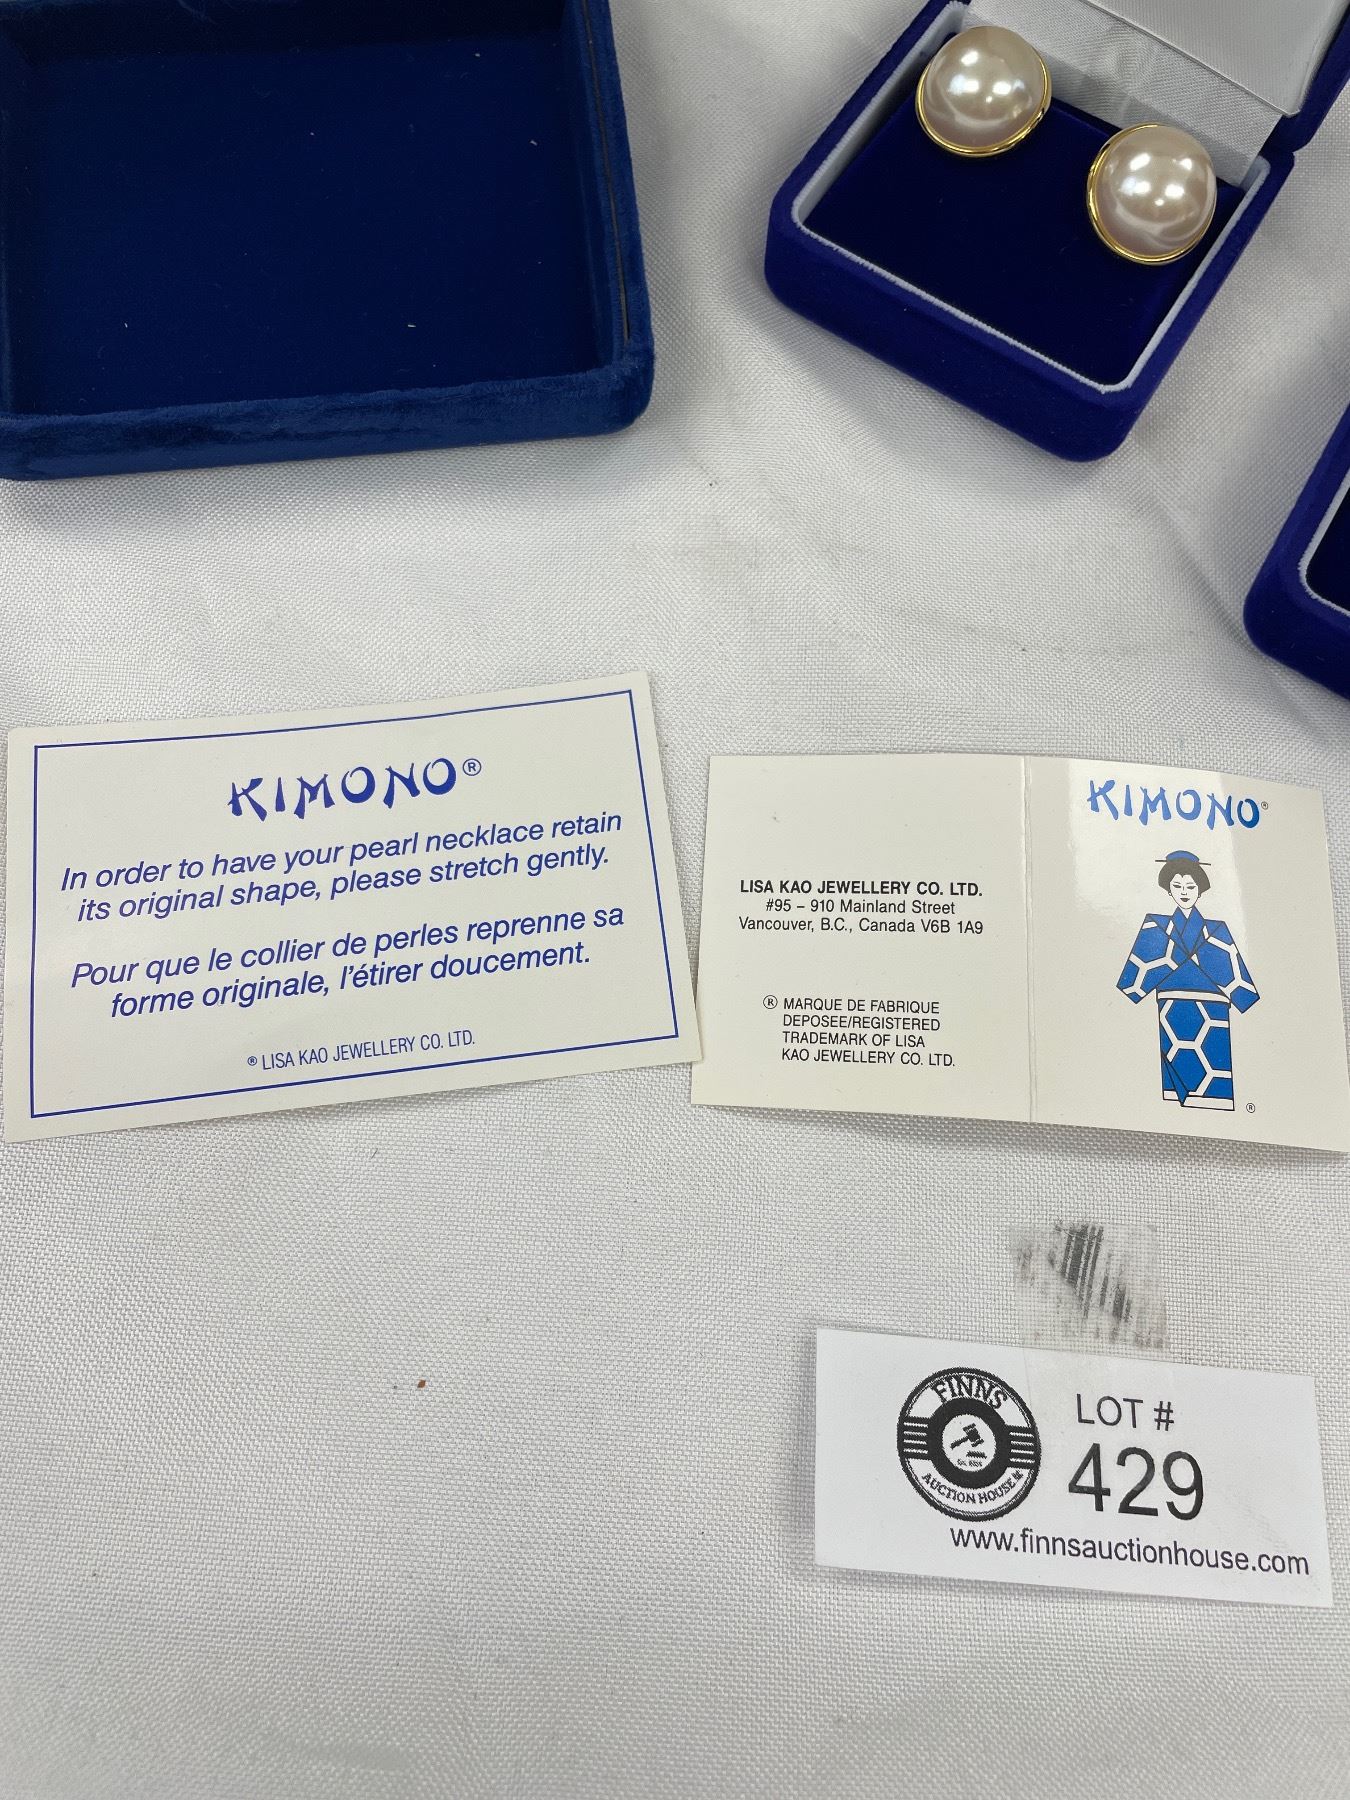 KIMONO®
In order to have your pearl necklace retain
its original shape, please stretch gently.
Pour que le collier de perles reprenne sa
forme originale, l'étirer doucement.
® LISA KAO JEWELLERY CO. LTD.
LISA KAO JEWELLERY CO. LTD.
#95 – 910 Mainland Street
Vancouver, B.C., Canada V6B 1A9
® MARQUE DE FABRIQUE
DEPOSEE/REGISTERED
TRADEMARK OF LISA
KAO JEWELLERY CO. LTD.
KIMONO®
®
FINNS
AUCTION HOUSE
LOT #
429
www.finnsauctionhouse.com